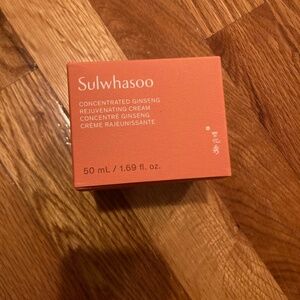 Sulwhasoo
CONCENTRATED GINSENG
REJUVENATING CREAM
CONCENTRÉ GINSENG
CRÈME RAJEUNISSANTE
50 mL / 1.69 fl. oz.